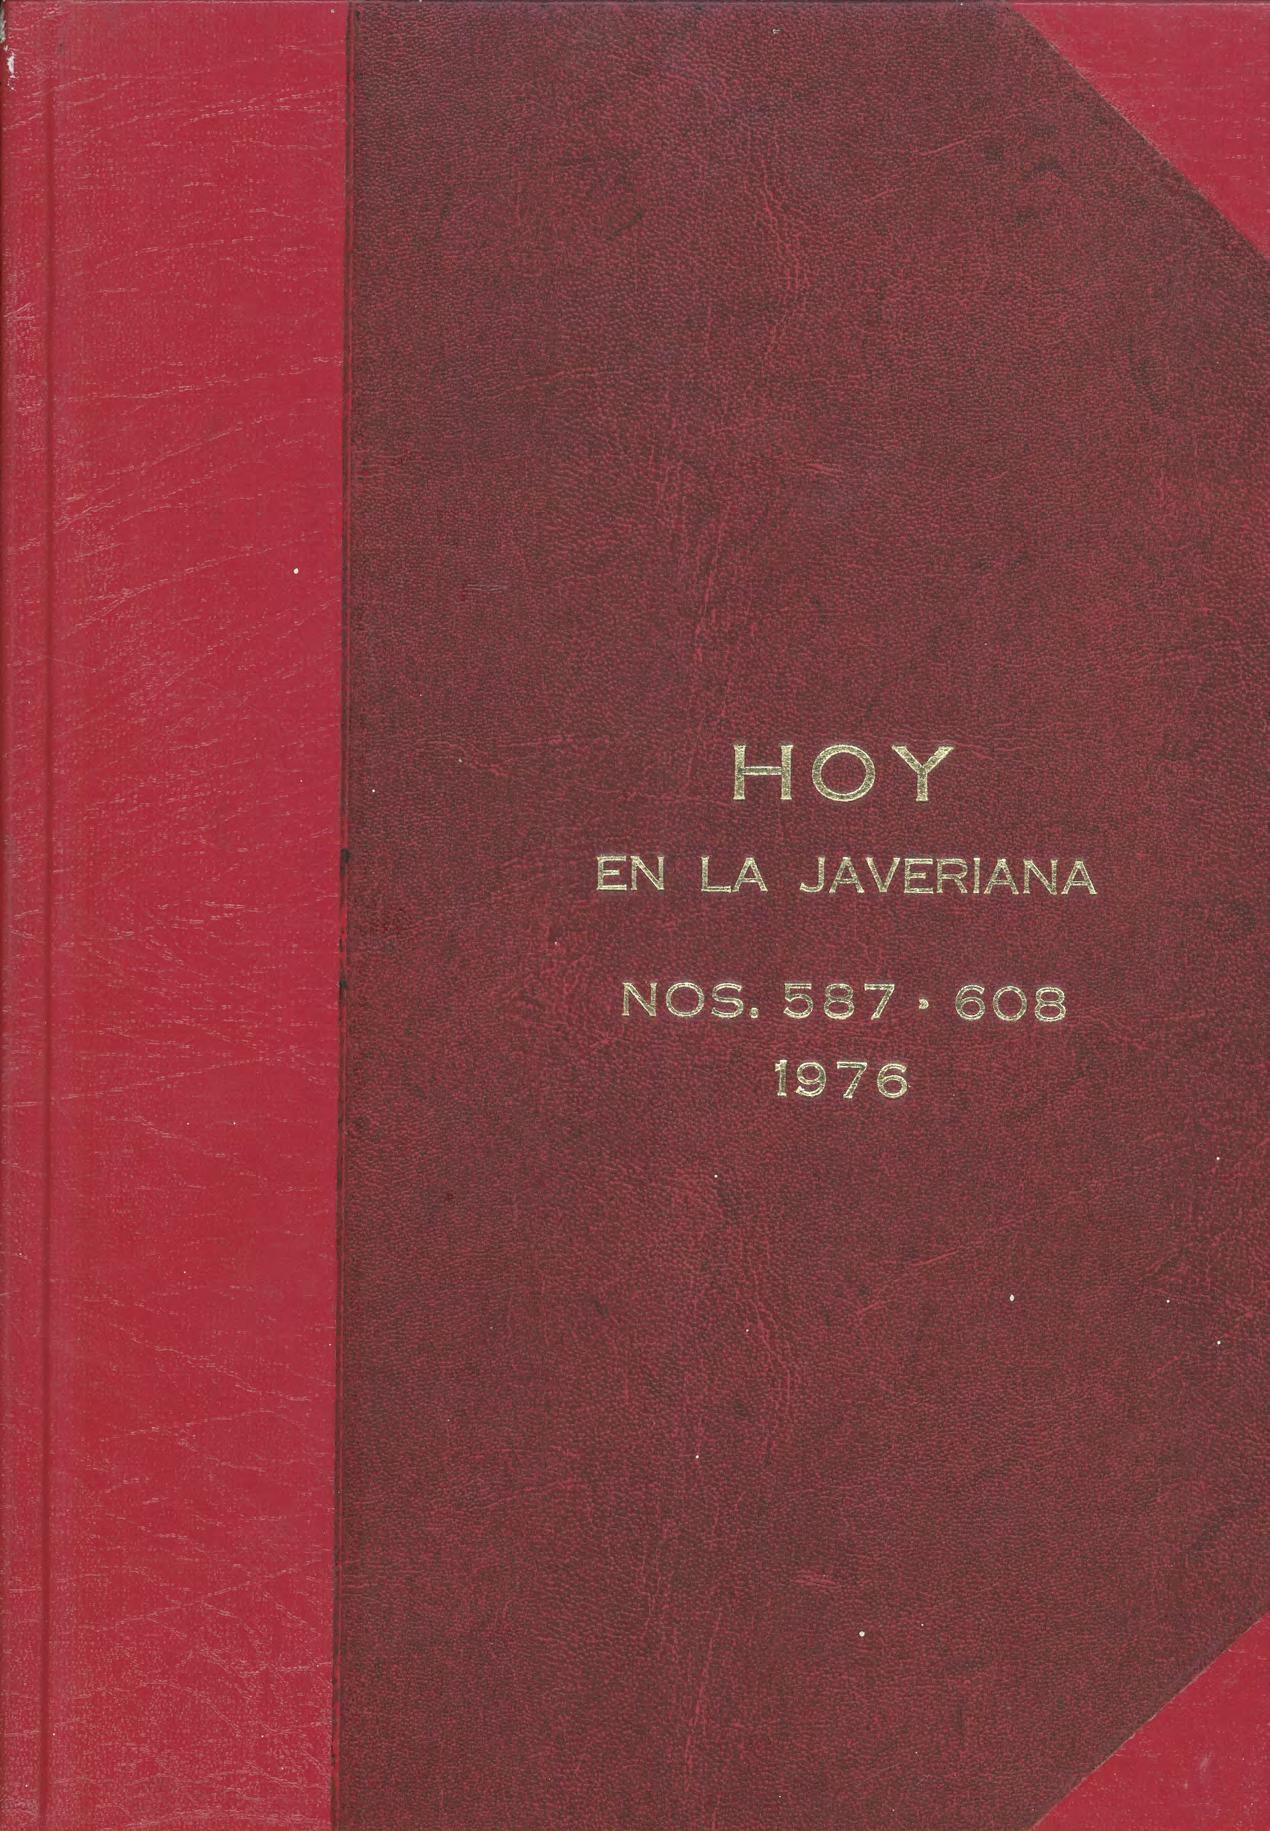 HOY
EN LA JAVERIANA
NOS. 587 - 608
1976